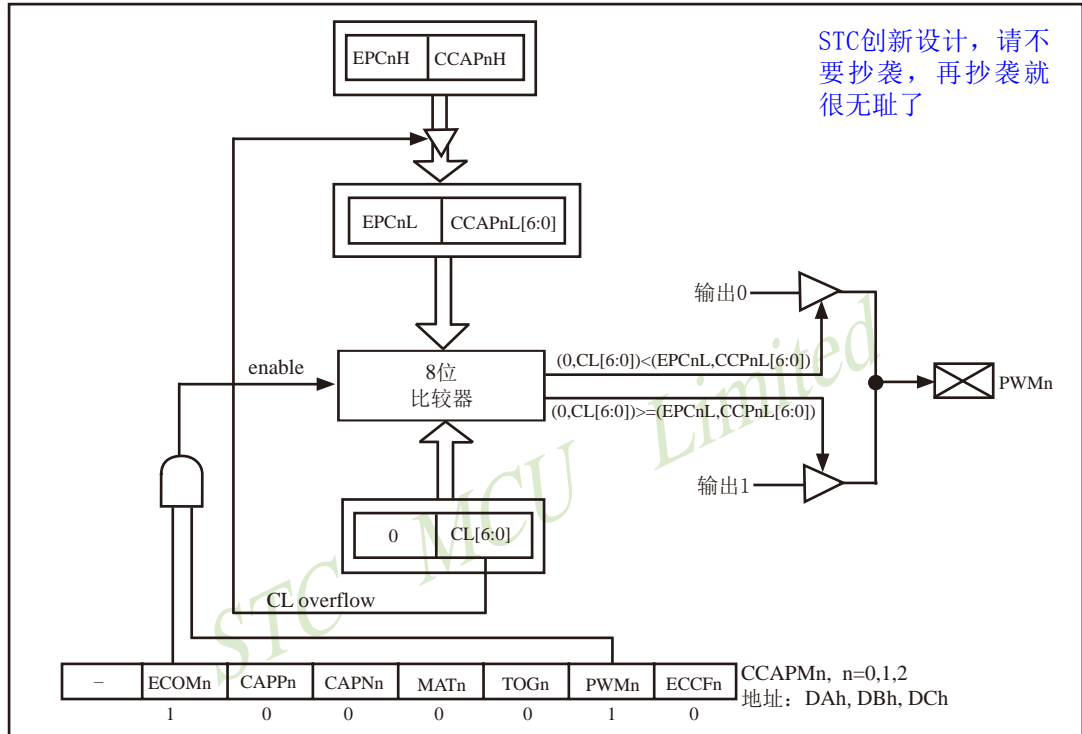 EPCnH CCAPnH
STC创新设计，请不
要抄袭，再抄袭就
很无耻了
EPCnL CCAPnL[6:0]
输出0
enable
8位
比较器
(0,CL[6:0])<(EPCnL,CCPnL[6:0])
(0,CL[6:0])>=(EPCnL,CCPnL[6:0])
PWMn
输出1
0 CL[6:0]
CL overflow
STC MCU Limited
– ECOMn CAPPn CAPNn MATn TOGn PWMn ECCFn
CCAPMn, n=0,1,2
地址：DAh, DBh, DCh
1 0 0 0 0 1 0